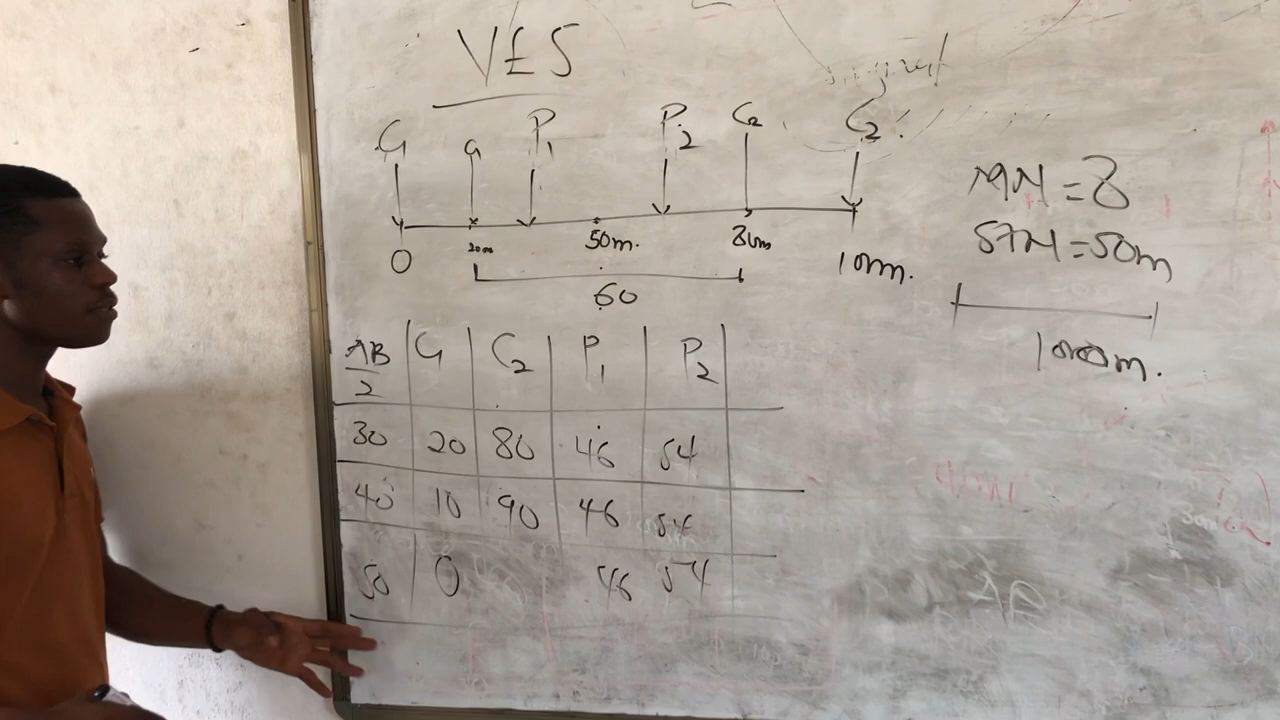 VES
C1 C1 P1 P2 C2 C2
0 20m 50m. 80m 100m.
60
MN = 8
STN = 50m
1000m.
AB/2 C1 C2 P1 P2
30 20 80 46 54
40 10 90 46 54
50 0 46 54